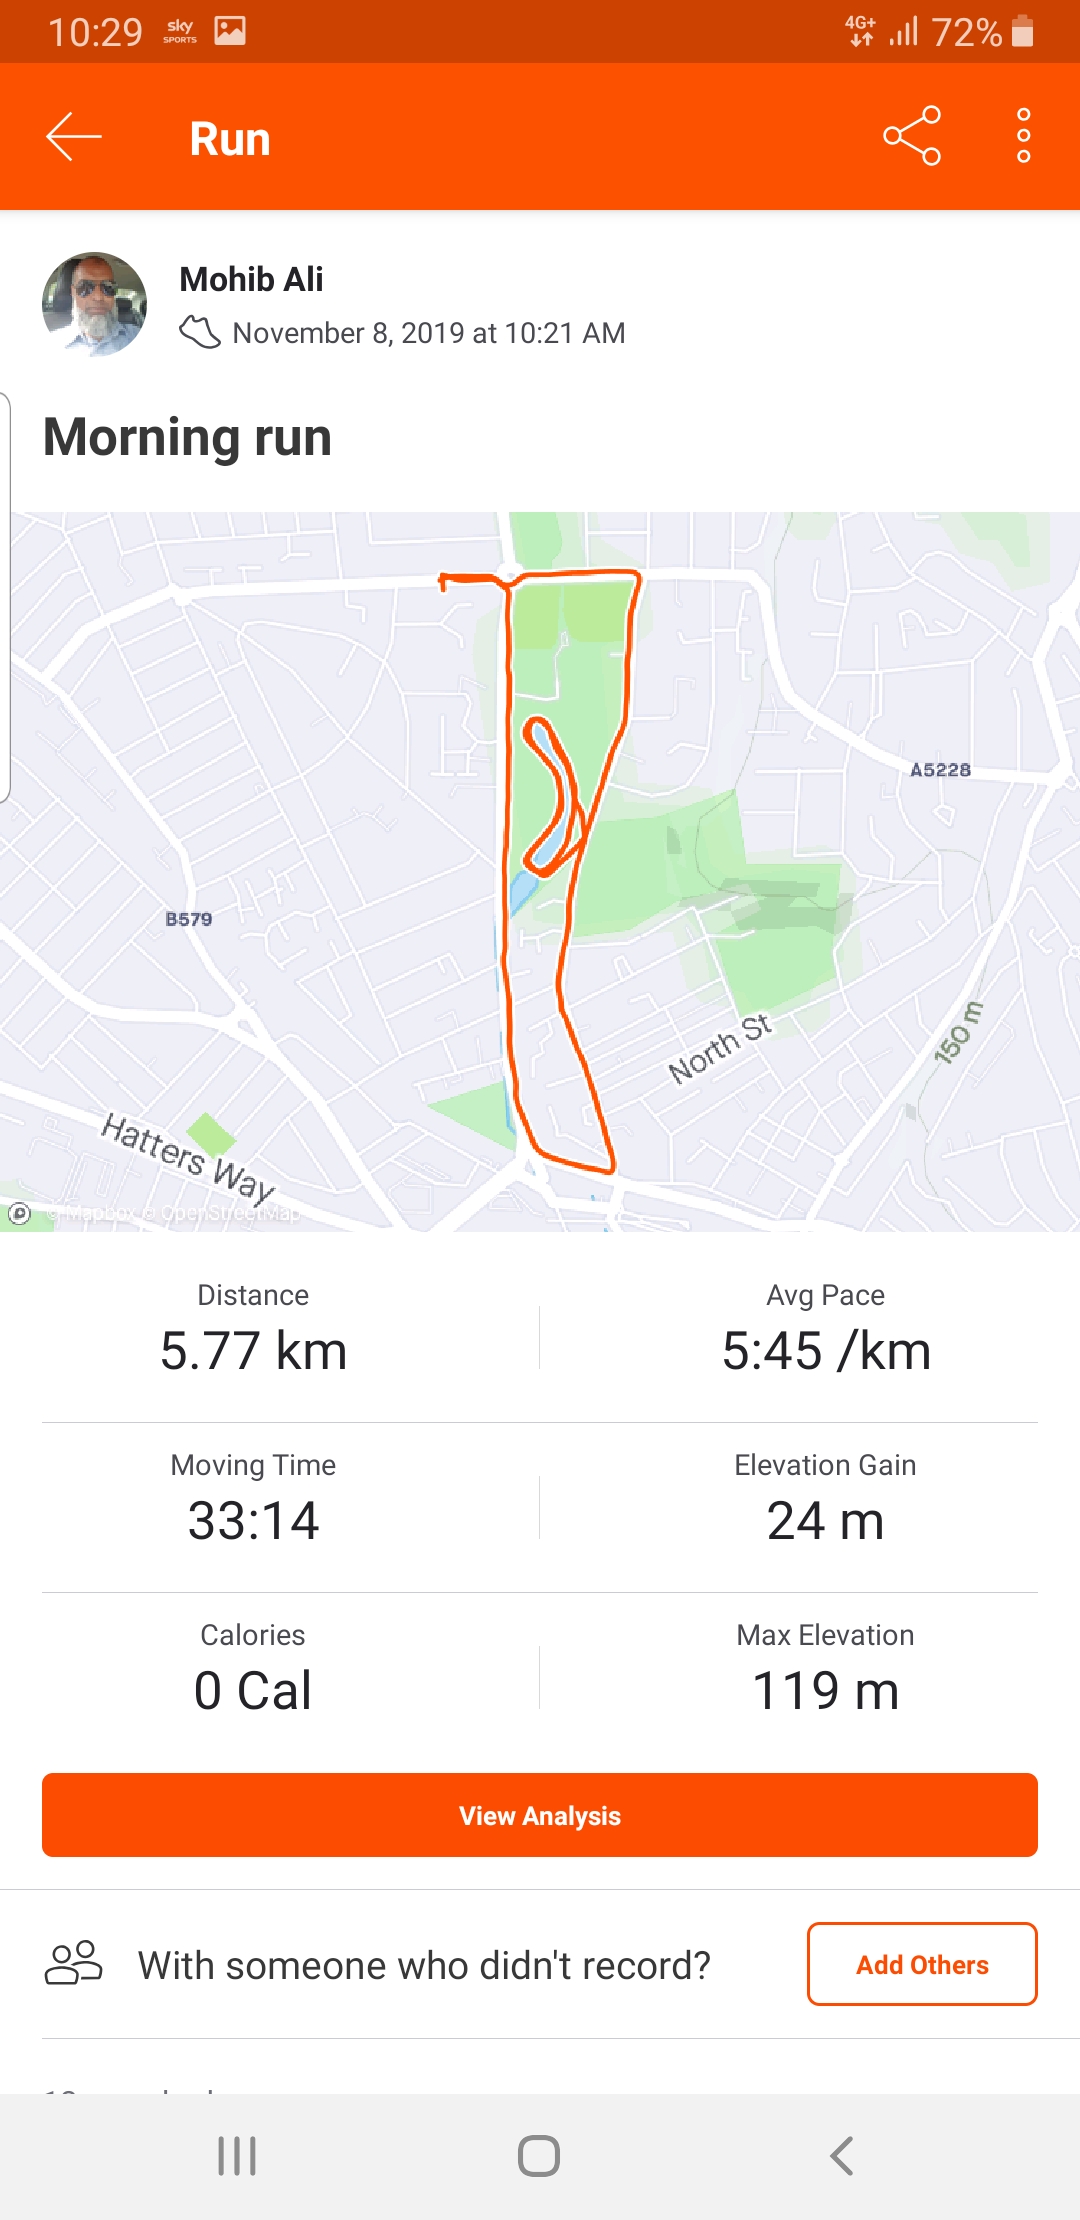 10:29 sky SPORTS 4G+ 72%
Run
Mohib Ali
November 8, 2019 at 10:21 AM
Morning run
A5228
B579
North St
150 m
Hatters Way
© Mapbox © OpenStreetMap
Distance
5.77 km
Avg Pace
5:45 /km
Moving Time
33:14
Elevation Gain
24 m
Calories
0 Cal
Max Elevation
119 m
View Analysis
With someone who didn't record?
Add Others